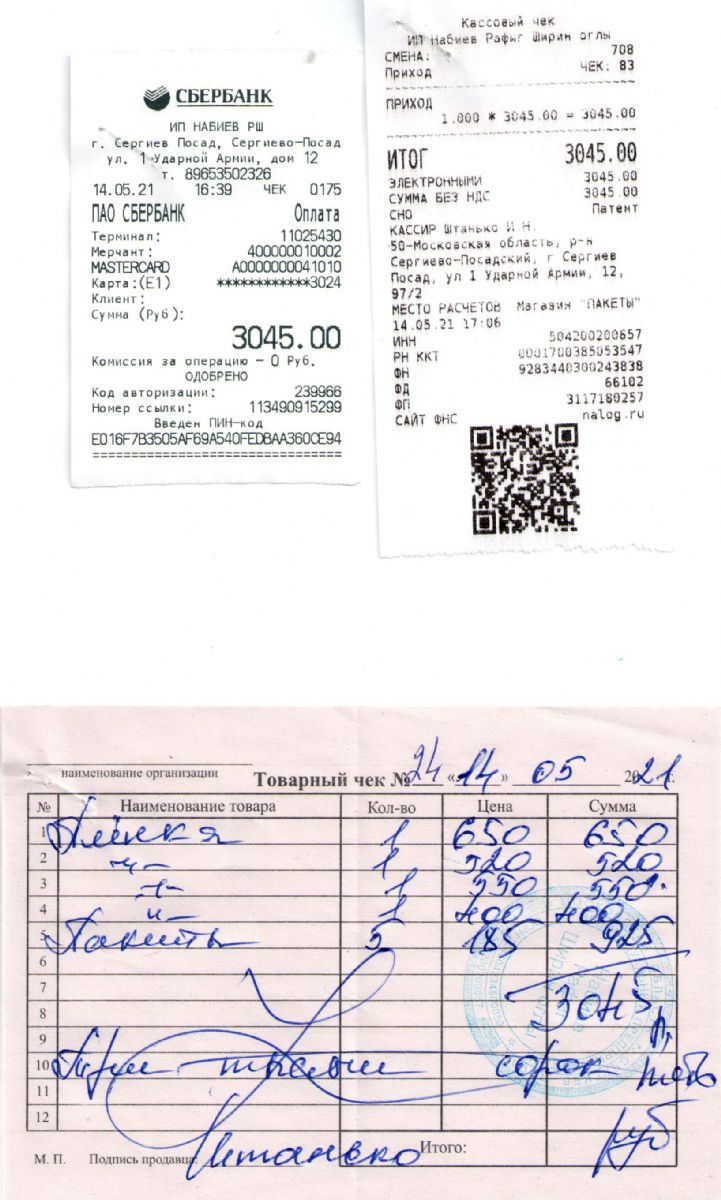 СБЕРБАНК
ИП НАБИЕВ РШ
г. Сергиев Посад, Сергиево-Посад
ул. 1 Ударной Армии, дом 12
т. 89653502326
14.05.21 16:39 ЧЕК 0175
ПАО СБЕРБАНК Оплата
Терминал: 11025430
Мерчант: 400000010002
MASTERCARD A0000000041010
Карта:(E1) ************3024
Клиент:
Сумма (Руб):
3045.00
Комиссия за операцию - 0 Руб.
ОДОБРЕНО
Код авторизации: 239966
Номер ссылки: 113490915299
Введен ПИН-код
E016F7B3505AF69A540FEDBAA360CE94
Кассовый чек
ИП Набиев Рафиг Ширин оглы
СМЕНА: 708
Приход ЧЕК: 83
ПРИХОД
1.000 * 3045.00 = 3045.00
ИТОГ 3045.00
ЭЛЕКТРОННЫМИ 3045.00
СУММА БЕЗ НДС 3045.00
СНО Патент
КАССИР Штанько И.Н.
50-Московская область, р-н
Сергиево-Посадский, г Сергиев
Посад, ул 1 Ударной Армии, 12,
97/2
МЕСТО РАСЧЕТОВ Магазин "ПАКЕТЫ"
14.05.21 17:06
ИНН 504200200657
РН ККТ 0001700385053547
ФН 9283440300243838
ФД 66102
ФП 3117180257
САЙТ ФНС nalog.ru
наименование организации
Товарный чек № 24 «14» 05 2021 г.
№ Наименование товара Кол-во Цена Сумма
1 Плёнка 1 650 650
2 -"- 1 520 520
3 -"- 1 550 550
4 -"- 1 400 400
5 Пакеты 5 185 925
6
7
3045 р.
8
9
10 Три тысячи сорок пять
11
12 руб
Итого:
М. П. Подпись продавца: Штанько